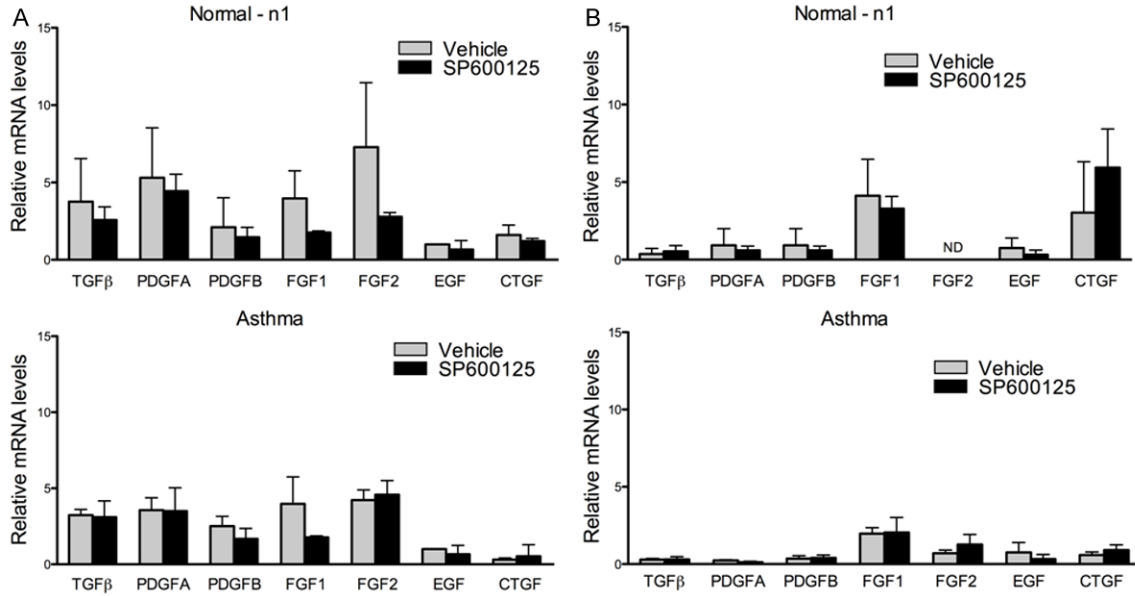 A
Normal - n1
Relative mRNA levels
15
10
5
0
Vehicle
SP600125
TGFβ PDGFA PDGFB FGF1 FGF2 EGF CTGF
B
Normal - n1
Relative mRNA levels
15
10
5
0
Vehicle
SP600125
ND
TGFβ PDGFA PDGFB FGF1 FGF2 EGF CTGF
Asthma
Relative mRNA levels
15
10
5
0
Vehicle
SP600125
TGFβ PDGFA PDGFB FGF1 FGF2 EGF CTGF
Asthma
Relative mRNA levels
15
10
5
0
Vehicle
SP600125
TGFβ PDGFA PDGFB FGF1 FGF2 EGF CTGF